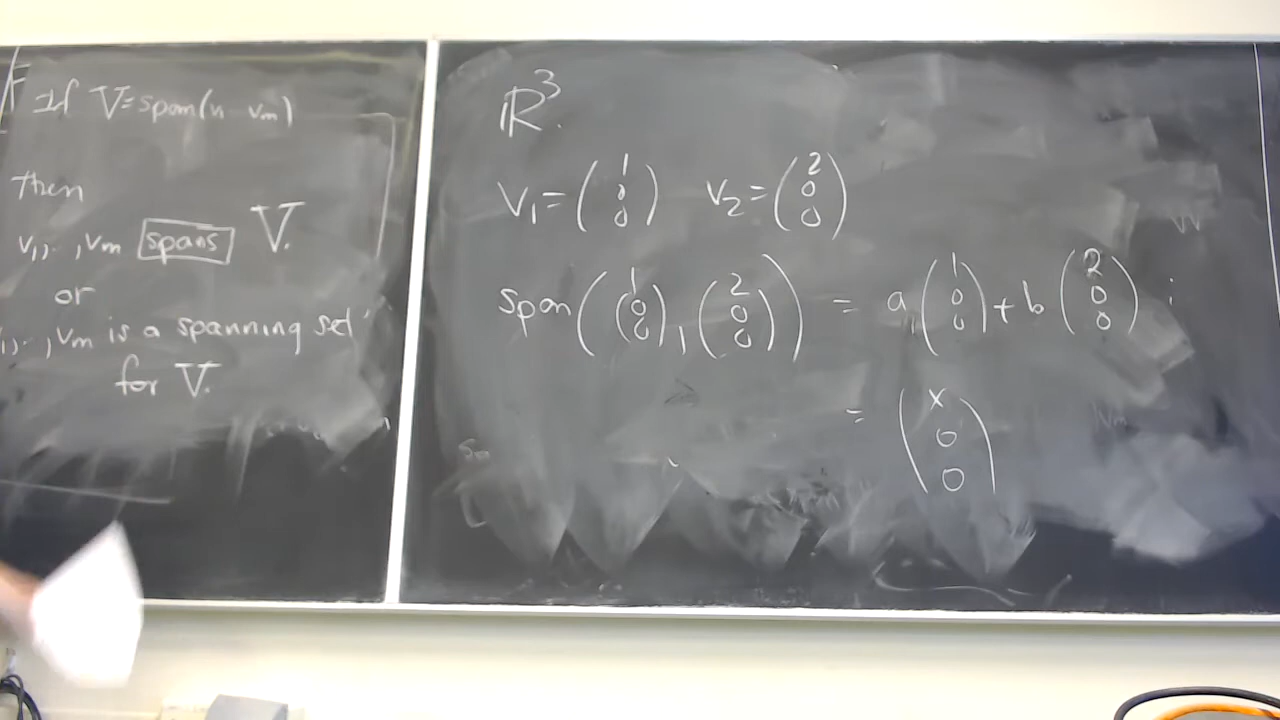 If V = span(v₁ vₘ)
then
v₁, .. , vₘ spans V.
or
v₁, .. , vₘ is a spanning set
for V.
ℝ³.
V₁ = (1 0 0) V₂ = (2 0 0)
span((1 0 0), (2 0 0)) = a (1 0 0) + b (2 0 0) ;
= (x 0 0)